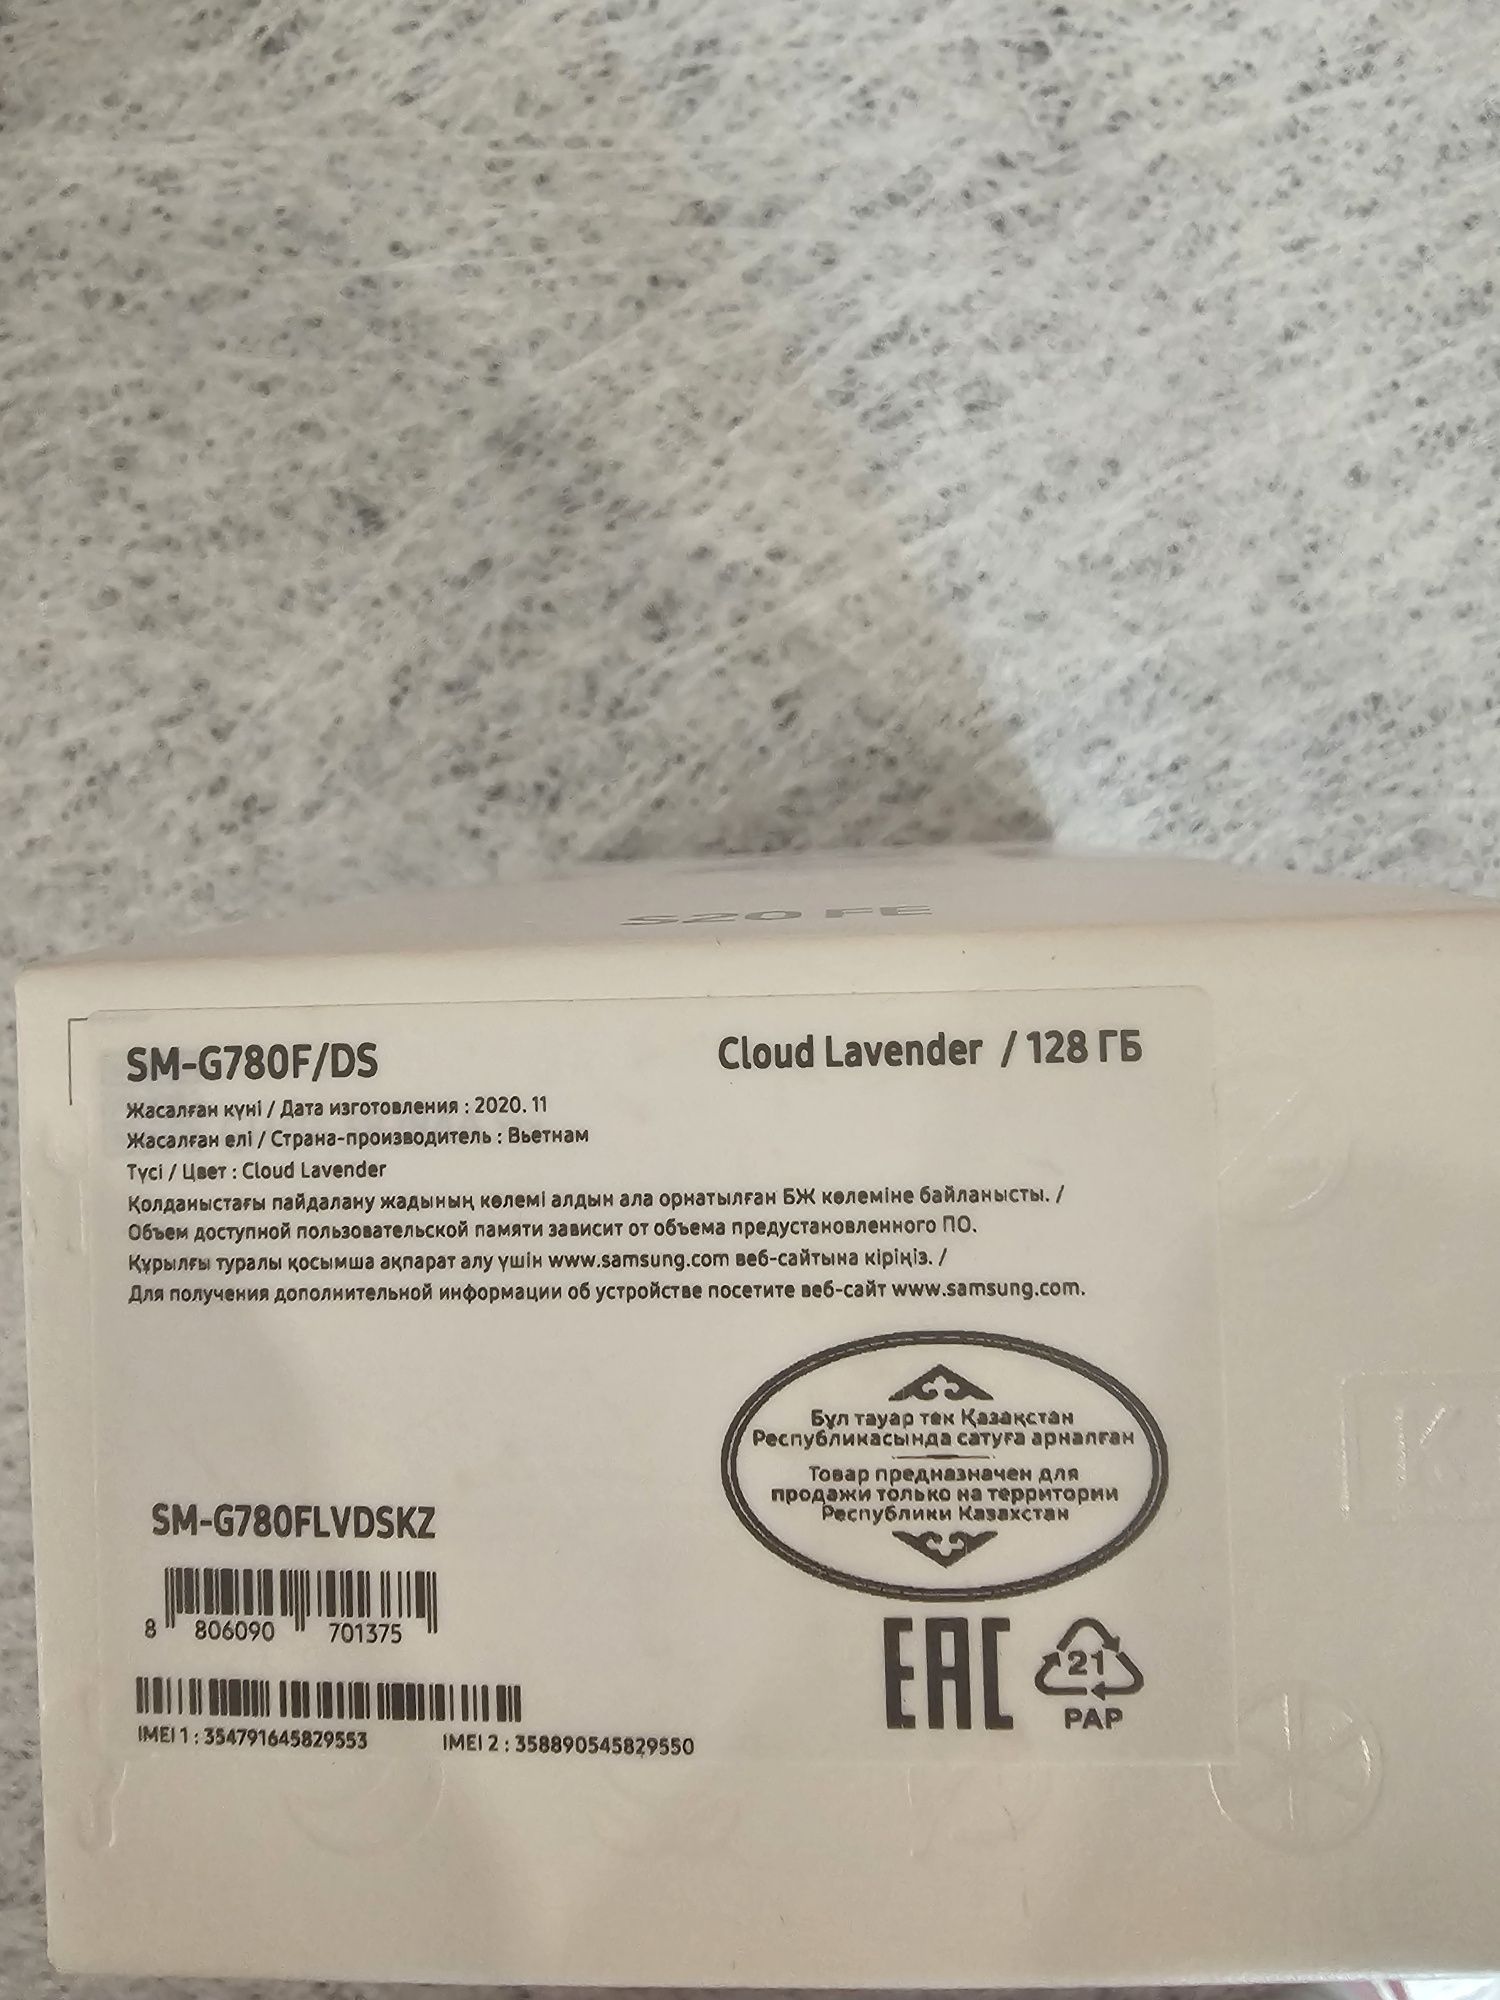 S20 FE
SM-G780F/DS
Cloud Lavender / 128 ГБ
Жасалған күні / Дата изготовления : 2020. 11
Жасалған елі / Страна-производитель : Вьетнам
Түсі / Цвет : Cloud Lavender
Қолданыстағы пайдалану жадының көлемі алдын ала орнатылған БЖ көлеміне байланысты. /
Объем доступной пользовательской памяти зависит от объема предустановленного ПО.
Құрылғы туралы қосымша ақпарат алу үшін www.samsung.com веб-сайтына кіріңіз. /
Для получения дополнительной информации об устройстве посетите веб-сайт www.samsung.com.
Бұл тауар тек Қазақстан
Республикасында сатуға арналған
Товар предназначен для
продажи только на территории
Республики Казахстан
SM-G780FLVDSKZ
8 806090 701375
IMEI 1 : 354791645829553
IMEI 2 : 358890545829550
EAC
21
PAP